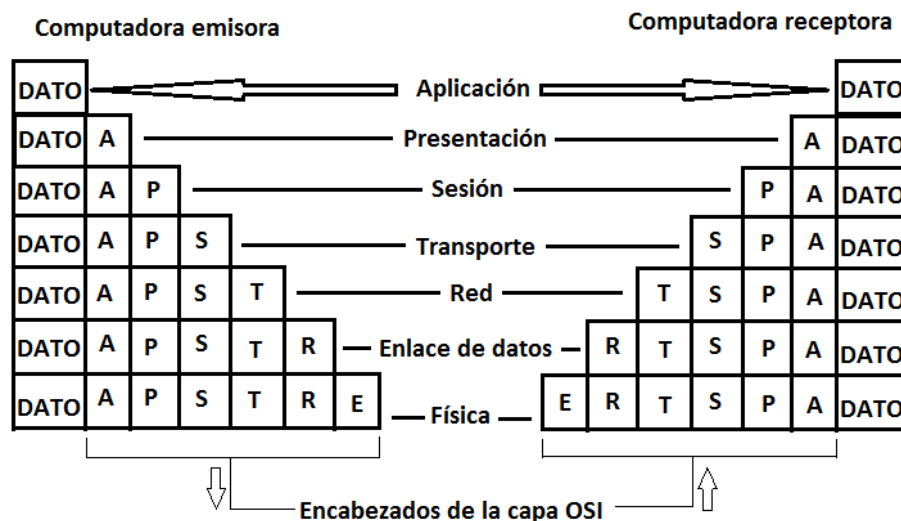 Computadora emisora Computadora receptora
DATO Aplicación DATO
DATO A Presentación A DATO
DATO A P Sesión P A DATO
DATO A P S Transporte S P A DATO
DATO A P S T Red T S P A DATO
DATO A P S T R Enlace de datos R T S P A DATO
DATO A P S T R E Física E R T S P A DATO
Encabezados de la capa OSI